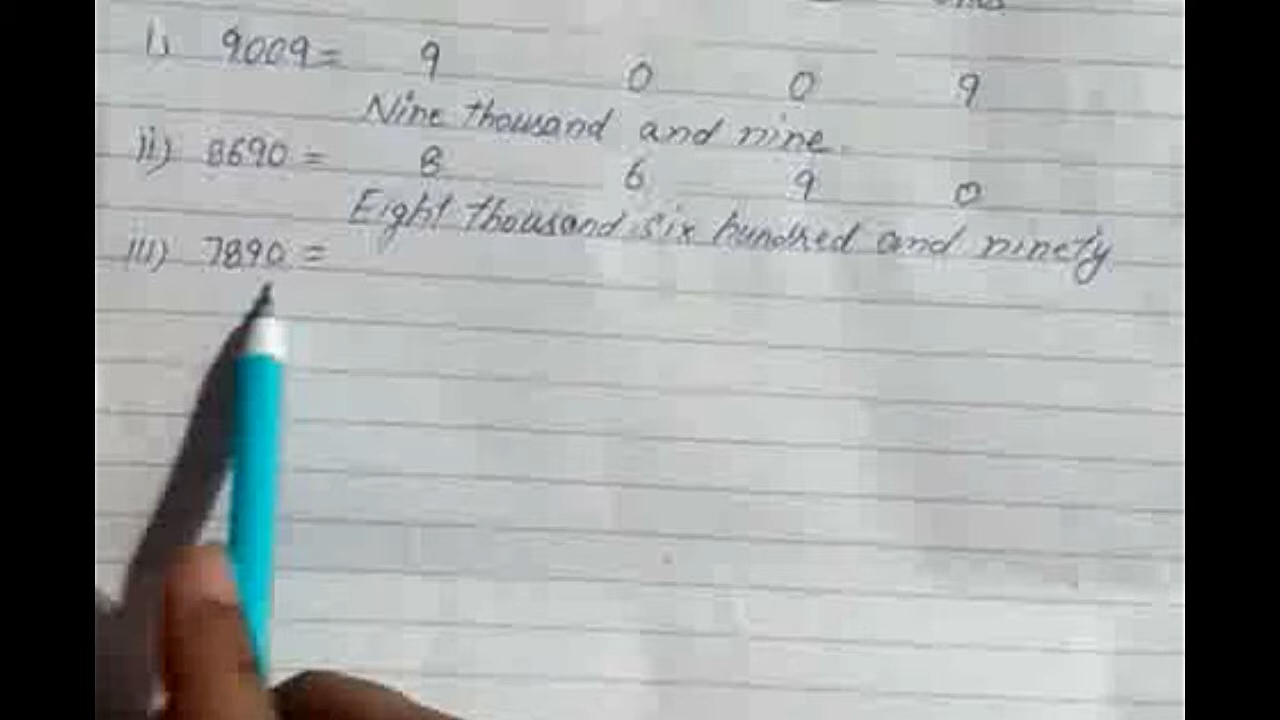 i) 9009 = 9 0 0 9
Nine thousand and nine.
ii) 8690 = 8 6 9 0
Eight thousand six hundred and ninety
iii) 7890 =